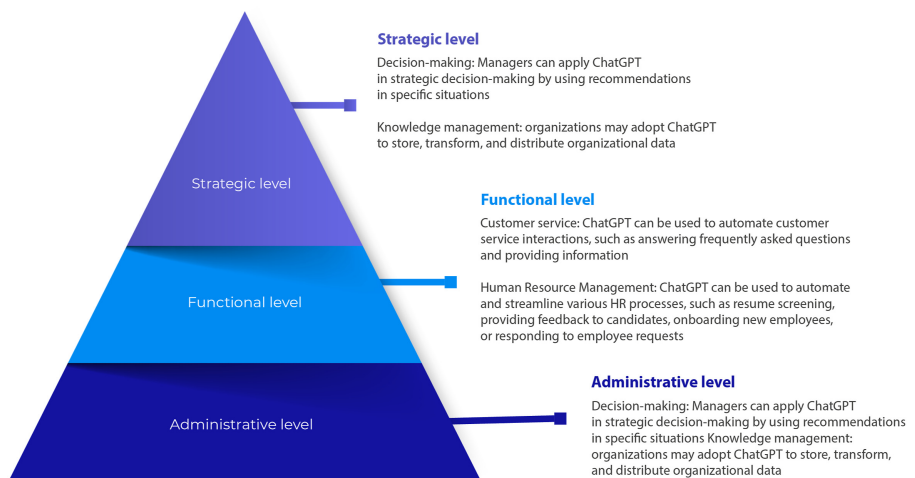 Strategic level
Decision-making: Managers can apply ChatGPT
in strategic decision-making by using recommendations
in specific situations
Knowledge management: organizations may adopt ChatGPT
to store, transform, and distribute organizational data
Strategic level
Functional level
Customer service: ChatGPT can be used to automate customer
service interactions, such as answering frequently asked questions
and providing information
Human Resource Management: ChatGPT can be used to automate
and streamline various HR processes, such as resume screening,
providing feedback to candidates, onboarding new employees,
or responding to employee requests
Functional level
Administrative level
Decision-making: Managers can apply ChatGPT
in strategic decision-making by using recommendations
in specific situations Knowledge management:
organizations may adopt ChatGPT to store, transform,
and distribute organizational data
Administrative level